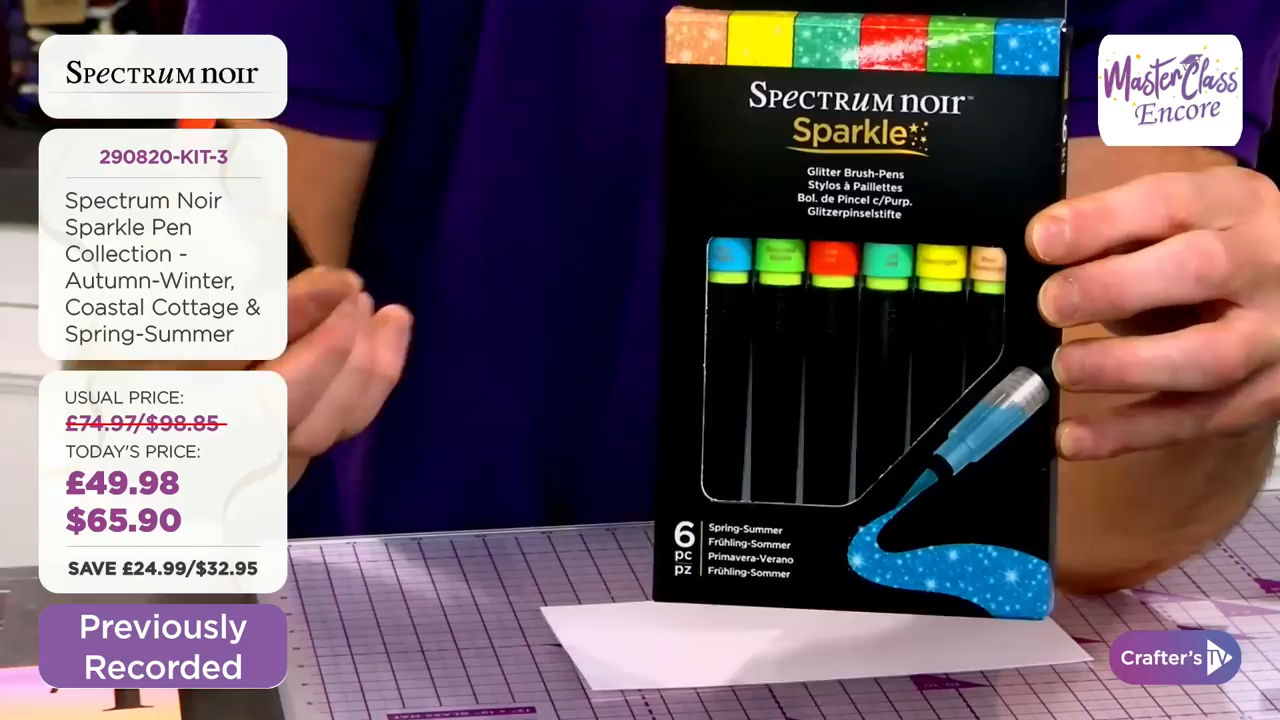 Spectrum noir
290820-KIT-3
Spectrum Noir
Sparkle Pen
Collection -
Autumn-Winter,
Coastal Cottage &
Spring-Summer
USUAL PRICE:
£74.97/$98.85
TODAY'S PRICE:
£49.98
$65.90
SAVE £24.99/$32.95
Previously
Recorded
Spectrum noir™
Sparkle
Glitter Brush-Pens
Stylos à Paillettes
Bol. de Pincel c/Purp.
Glitzerpinselstifte
6
pc
pz
Spring-Summer
Frühling-Sommer
Primavera-Verano
Frühling-Sommer
MasterClass
Encore
Crafter's TV